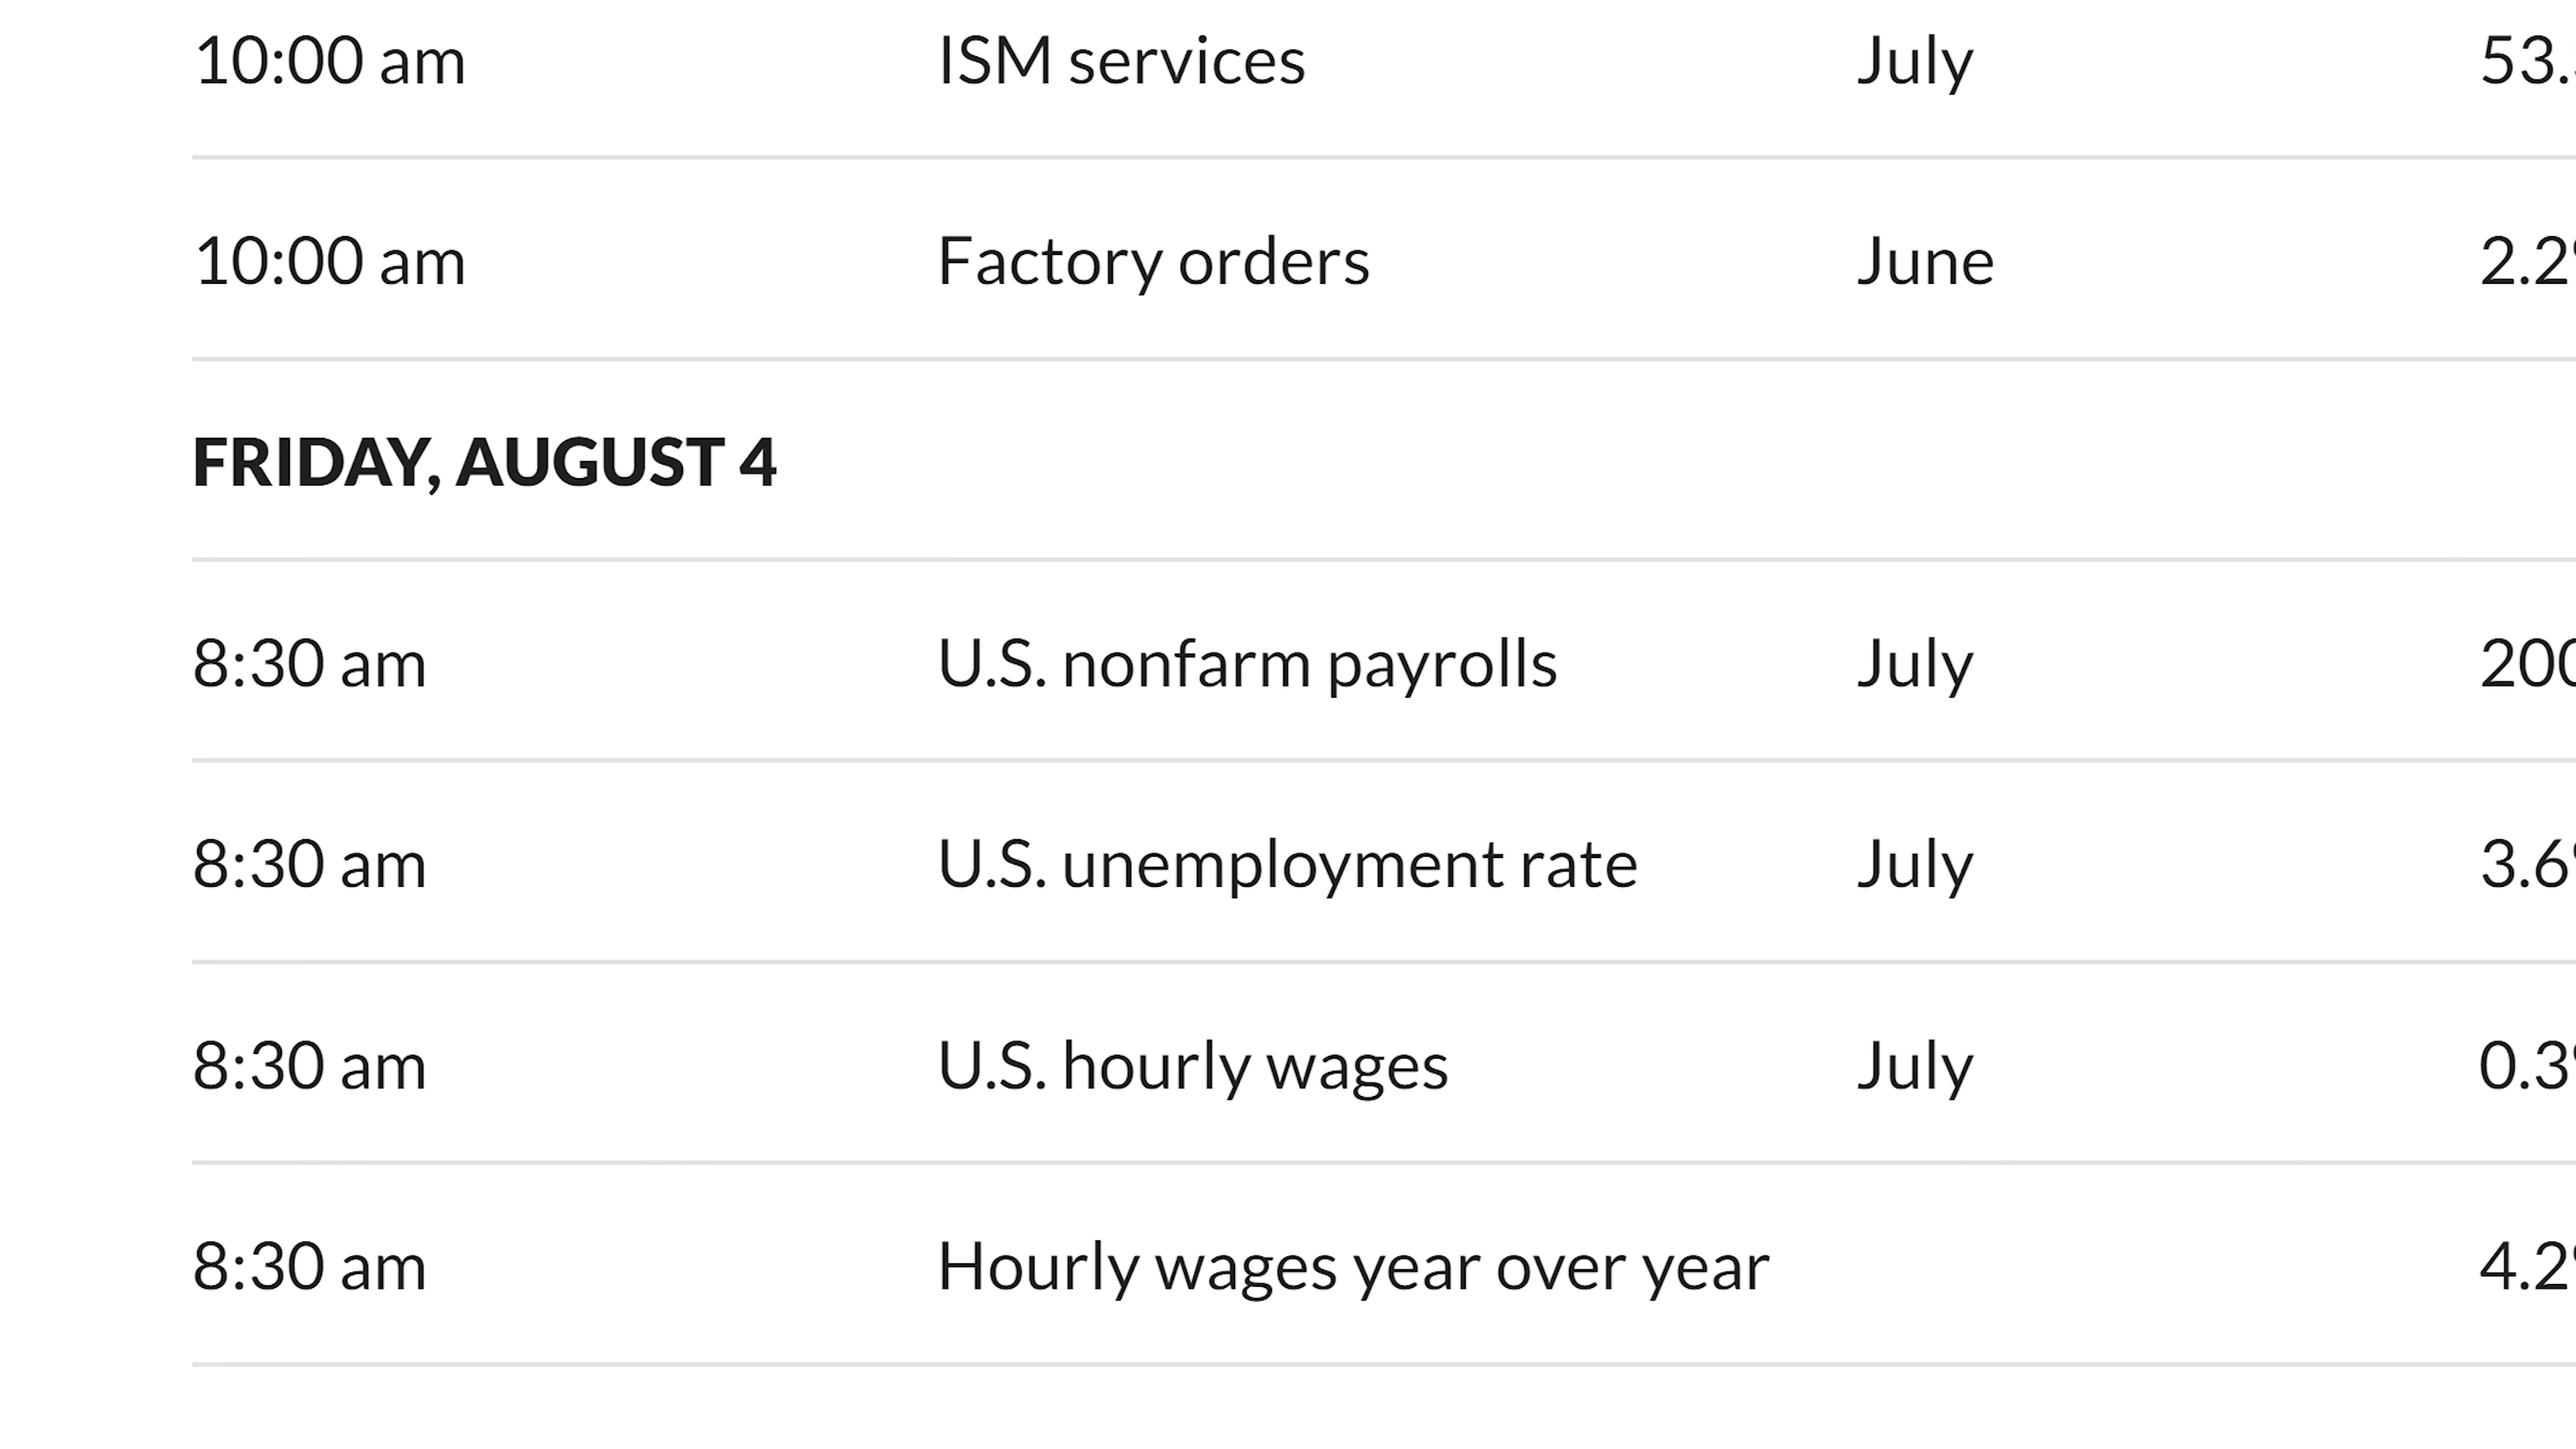 10:00 am ISM services July 53.
10:00 am Factory orders June 2.2
FRIDAY, AUGUST 4
8:30 am U.S. nonfarm payrolls July 200
8:30 am U.S. unemployment rate July 3.6
8:30 am U.S. hourly wages July 0.3
8:30 am Hourly wages year over year 4.2